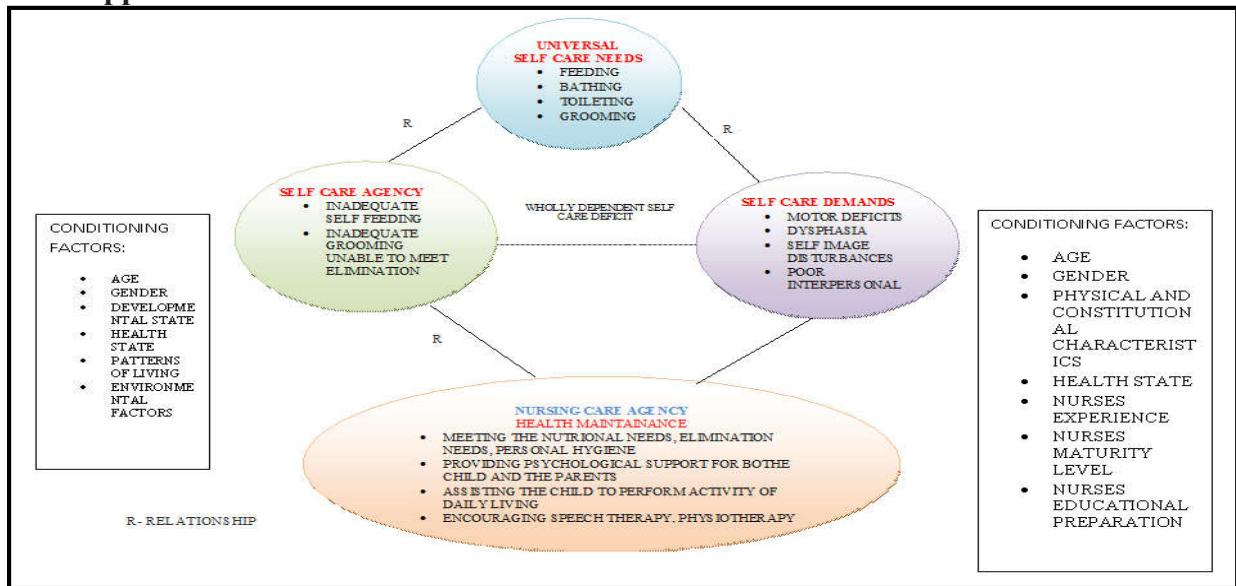 UNIVERSAL
SELF CARE NEEDS
• FEEDING
• BATHING
• TOILETING
• GROOMING
R
R
SELF CARE AGENCY
• INADEQUATE
SELF FEEDING
• INADEQUATE
GROOMING
UNABLE TO MEET
ELIMINATION
WHOLLY DEPENDENT SELF
CARE DEFICIT
SELF CARE DEMANDS
• MOTOR DEFICITS
• DYSPHASIA
• SELF IMAGE
DISTURBANCES
• POOR
INTERPERSONAL
CONDITIONING
FACTORS:
• AGE
• GENDER
• DEVELOPME
NTAL STATE
• HEALTH
STATE
• PATTERNS
OF LIVING
• ENVIRONME
NTAL
FACTORS
CONDITIONING FACTORS:
• AGE
• GENDER
• PHYSICAL AND
CONSTITUTION
AL
CHARACTERIST
ICS
• HEALTH STATE
• NURSES
EXPERIENCE
• NURSES
MATURITY
LEVEL
• NURSES
EDUCATIONAL
PREPARATION
R
NURSING CARE AGENCY
HEALTH MAINTAINANCE
• MEETING THE NUTRIONAL NEEDS, ELIMINATION
NEEDS, PERSONAL HYGIENE
• PROVIDING PSYCHOLOGICAL SUPPORT FOR BOTHE
CHILD AND THE PARENTS
• ASSISTING THE CHILD TO PERFORM ACTIVITY OF
DAILY LIVING
• ENCOURAGING SPEECH THERAPY, PHYSIOTHERAPY
R- RELATIONSHIP